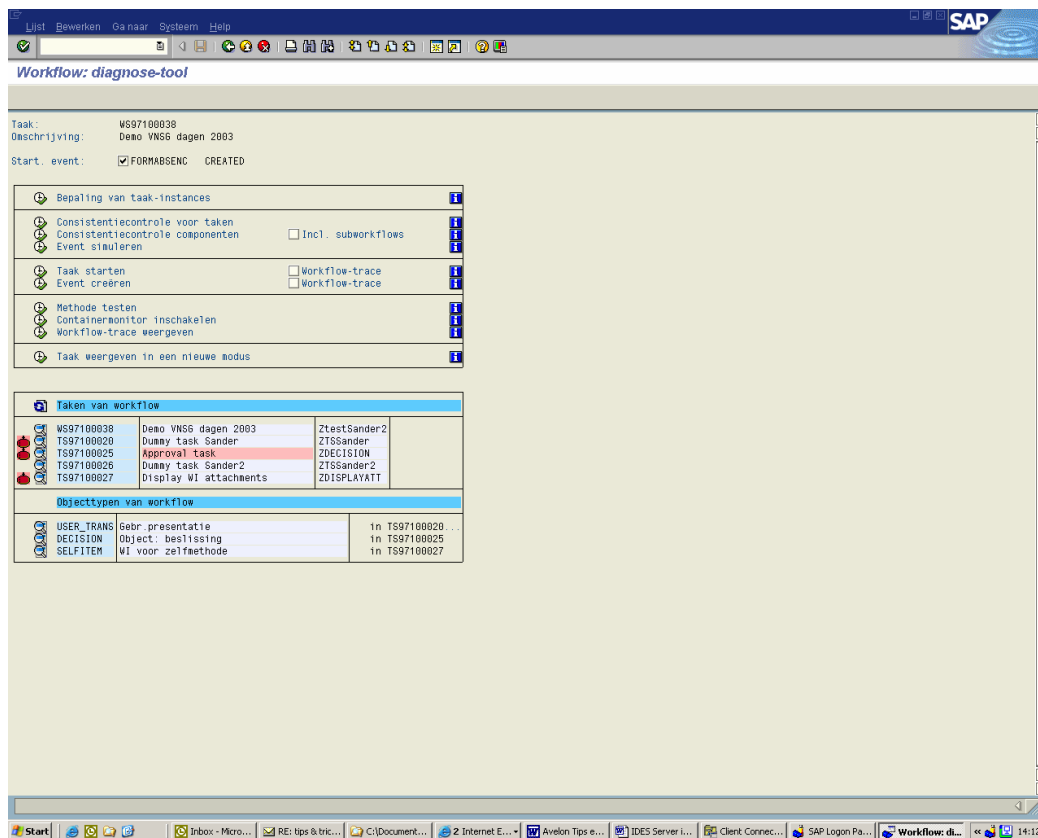 Lijst Bewerken Ga naar Systeem Help
SAP
Workflow: diagnose-tool
Taak: WS97100038
Omschrijving: Demo VNSG dagen 2003
Start. event: FORMABSENC CREATED
Bepaling van taak-instances
Consistentiecontrole voor taken
Consistentiecontrole componenten Incl. subworkflows
Event simuleren
Taak starten Workflow-trace
Event creëren Workflow-trace
Methode testen
Containermonitor inschakelen
Workflow-trace weergeven
Taak weergeven in een nieuwe modus
Taken van workflow
WS97100038 Demo VNSG dagen 2003 ZtestSander2
TS97100020 Dummy task Sander ZTSSander
TS97100025 Approval task ZDECISION
TS97100026 Dummy task Sander2 ZTSSander2
TS97100027 Display WI attachments ZDISPLAYATT
Objecttypen van workflow
USER_TRANS Gebr.presentatie in TS97100020...
DECISION Object: beslissing in TS97100025
SELFITEM WI voor zelfmethode in TS97100027
Start Inbox - Micro... RE: tips & tric... C:\Document... 2 Internet E... Avelon Tips e... IDES Server i... Client Connec... SAP Logon Pa... Workflow: di... « 14:12